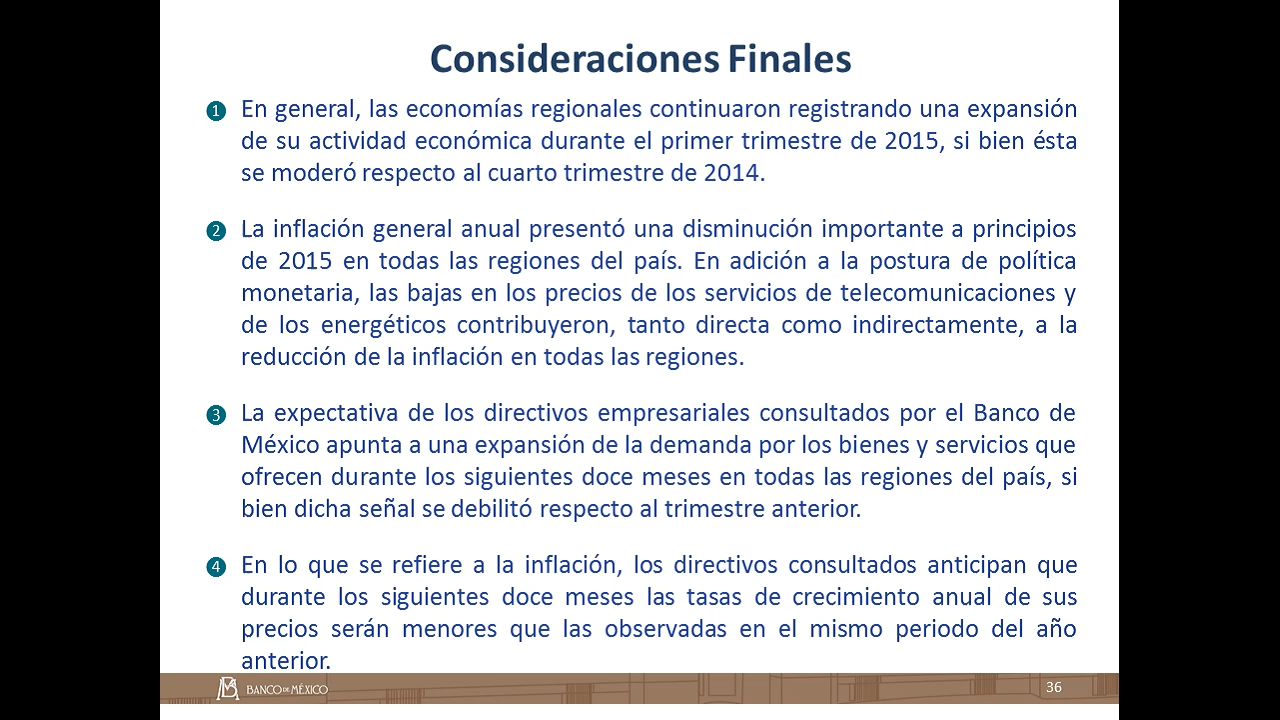 Consideraciones Finales
1 En general, las economías regionales continuaron registrando una expansión
de su actividad económica durante el primer trimestre de 2015, si bien ésta
se moderó respecto al cuarto trimestre de 2014.
2 La inflación general anual presentó una disminución importante a principios
de 2015 en todas las regiones del país. En adición a la postura de política
monetaria, las bajas en los precios de los servicios de telecomunicaciones y
de los energéticos contribuyeron, tanto directa como indirectamente, a la
reducción de la inflación en todas las regiones.
3 La expectativa de los directivos empresariales consultados por el Banco de
México apunta a una expansión de la demanda por los bienes y servicios que
ofrecen durante los siguientes doce meses en todas las regiones del país, si
bien dicha señal se debilitó respecto al trimestre anterior.
4 En lo que se refiere a la inflación, los directivos consultados anticipan que
durante los siguientes doce meses las tasas de crecimiento anual de sus
precios serán menores que las observadas en el mismo periodo del año
anterior.
BANCO DE MÉXICO 36